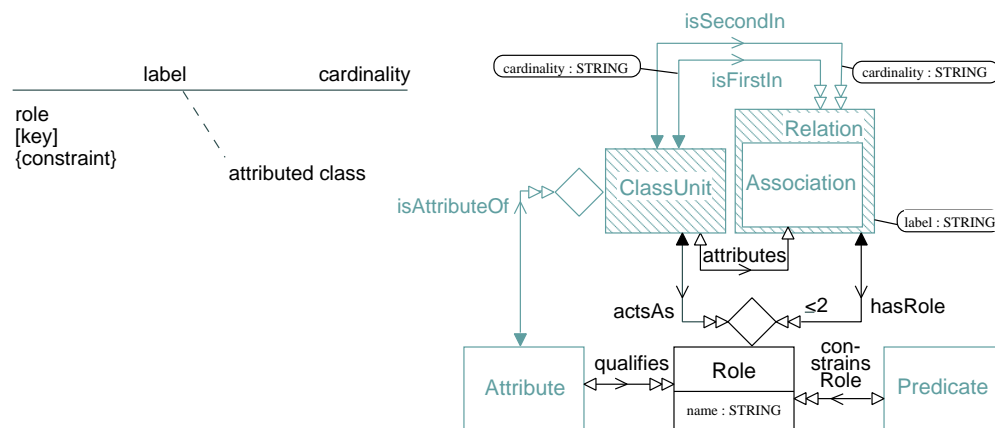 label
cardinality
role
[key]
{constraint}
attributed class
isSecondIn
cardinality : STRING
cardinality : STRING
isFirstIn
Relation
ClassUnit
Association
isAttributeOf
label : STRING
attributes
actsAs
≤2
hasRole
Attribute
qualifies
Role
name : STRING
con-
strains
Role
Predicate